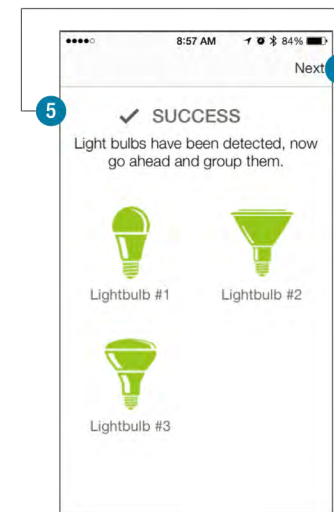 8:57 AM 84%
Next
5
SUCCESS
Light bulbs have been detected, now
go ahead and group them.
Lightbulb #1 Lightbulb #2
Lightbulb #3